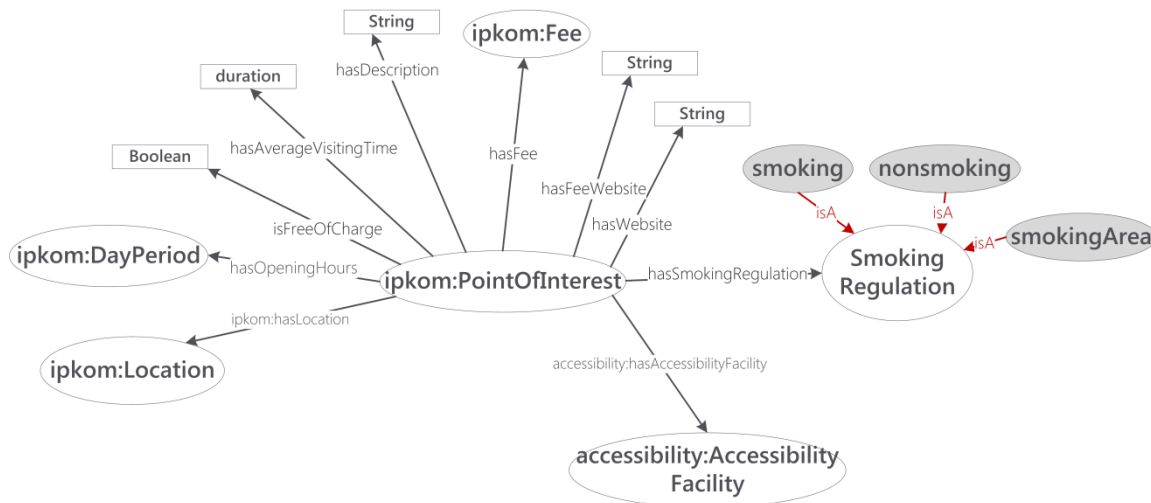 String
ipkom:Fee
hasDescription
String
duration
String
hasAverageVisitingTime
hasFee
Boolean
smoking
nonsmoking
hasFeeWebsite
isA
isA
hasWebsite
isFreeOfCharge
isA
smokingArea
ipkom:DayPeriod
hasOpeningHours
ipkom:PointOfInterest
hasSmokingRegulation
Smoking
Regulation
ipkom:hasLocation
ipkom:Location
accessibility:hasAccessibilityFacility
accessibility:Accessibility
Facility